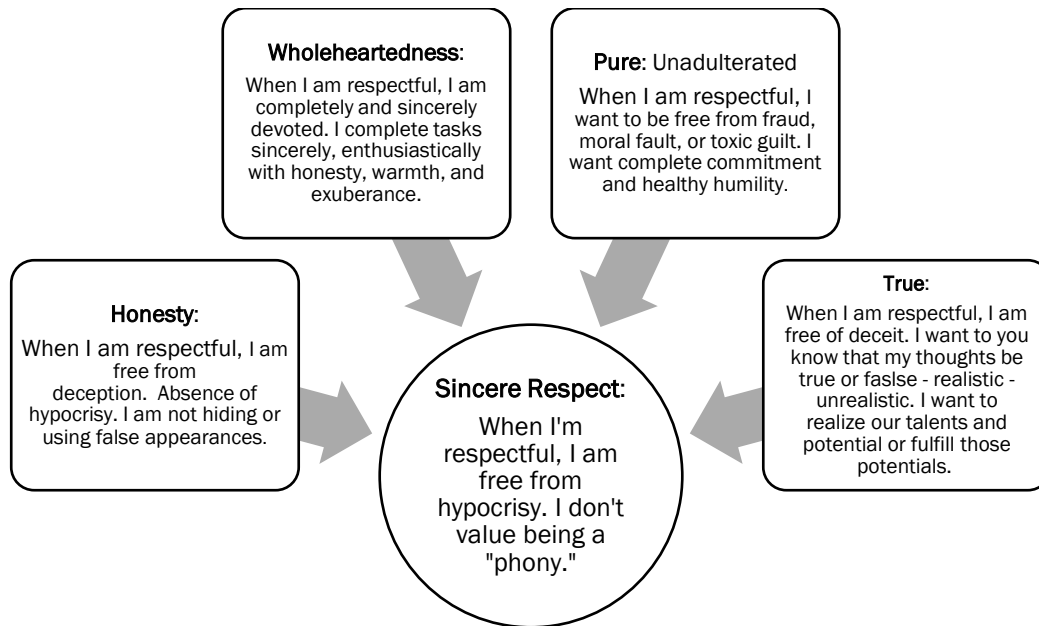 Wholeheartedness:
When I am respectful, I am
completely and sincerely
devoted. I complete tasks
sincerely, enthusiastically
with honesty, warmth, and
exuberance.
Pure: Unadulterated
When I am respectful, I
want to be free from fraud,
moral fault, or toxic guilt. I
want complete commitment
and healthy humility.
Honesty:
When I am respectful, I am
free from
deception. Absence of
hypocrisy. I am not hiding or
using false appearances.
Sincere Respect:
When I'm
respectful, I am
free from
hypocrisy. I don't
value being a
"phony."
True:
When I am respectful, I am
free of deceit. I want to you
know that my thoughts be
true or faslse - realistic -
unrealistic. I want to
realize our talents and
potential or fulfill those
potentials.